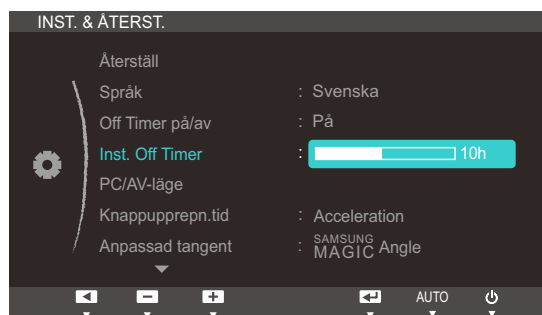 INST. & ÅTERST.
Återställ
Språk : Svenska
Off Timer på/av : På
Inst. Off Timer : 10h
PC/AV-läge
Knappupprepn.tid : Acceleration
Anpassad tangent : SAMSUNG MAGIC Angle
AUTO